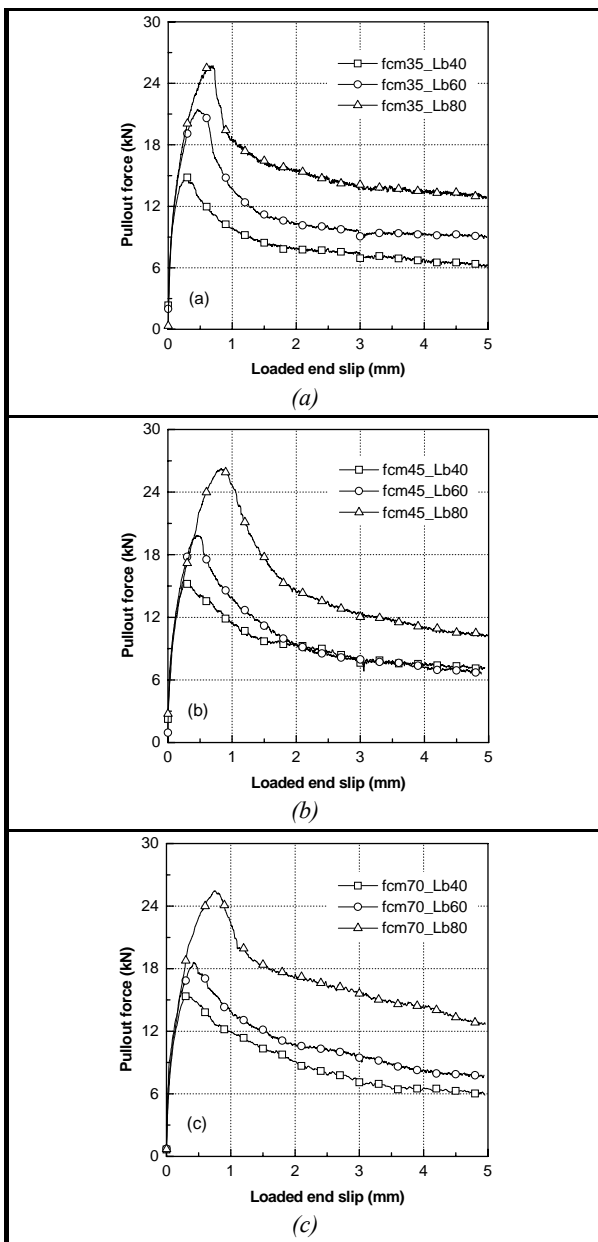 30
24
18
12
6
0
Pullout force (kN)
fcm35_Lb40
fcm35_Lb60
fcm35_Lb80
(a)
0 1 2 3 4 5
Loaded end slip (mm)
(a)
30
24
18
12
6
0
Pullout force (kN)
fcm45_Lb40
fcm45_Lb60
fcm45_Lb80
(b)
0 1 2 3 4 5
Loaded end slip (mm)
(b)
30
24
18
12
6
0
Pullout force (kN)
fcm70_Lb40
fcm70_Lb60
fcm70_Lb80
(c)
0 1 2 3 4 5
Loaded end slip (mm)
(c)